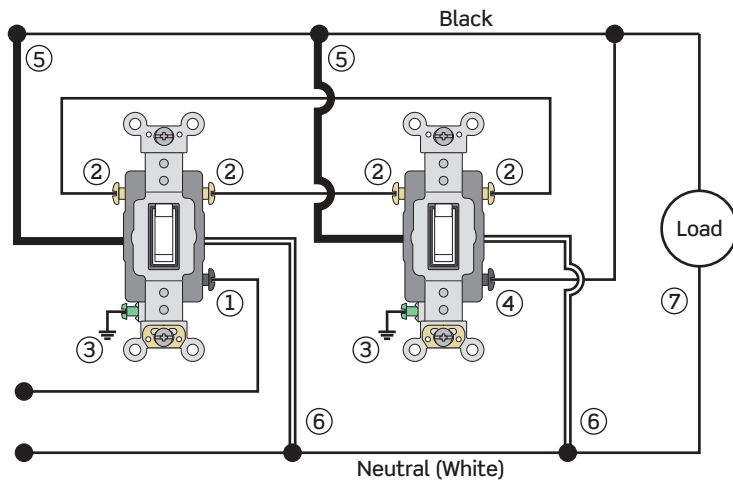 Black
⑤ ⑤
② ② ② ②
Load
① ④ ⑦
③ ③
⑥ ⑥
Neutral (White)